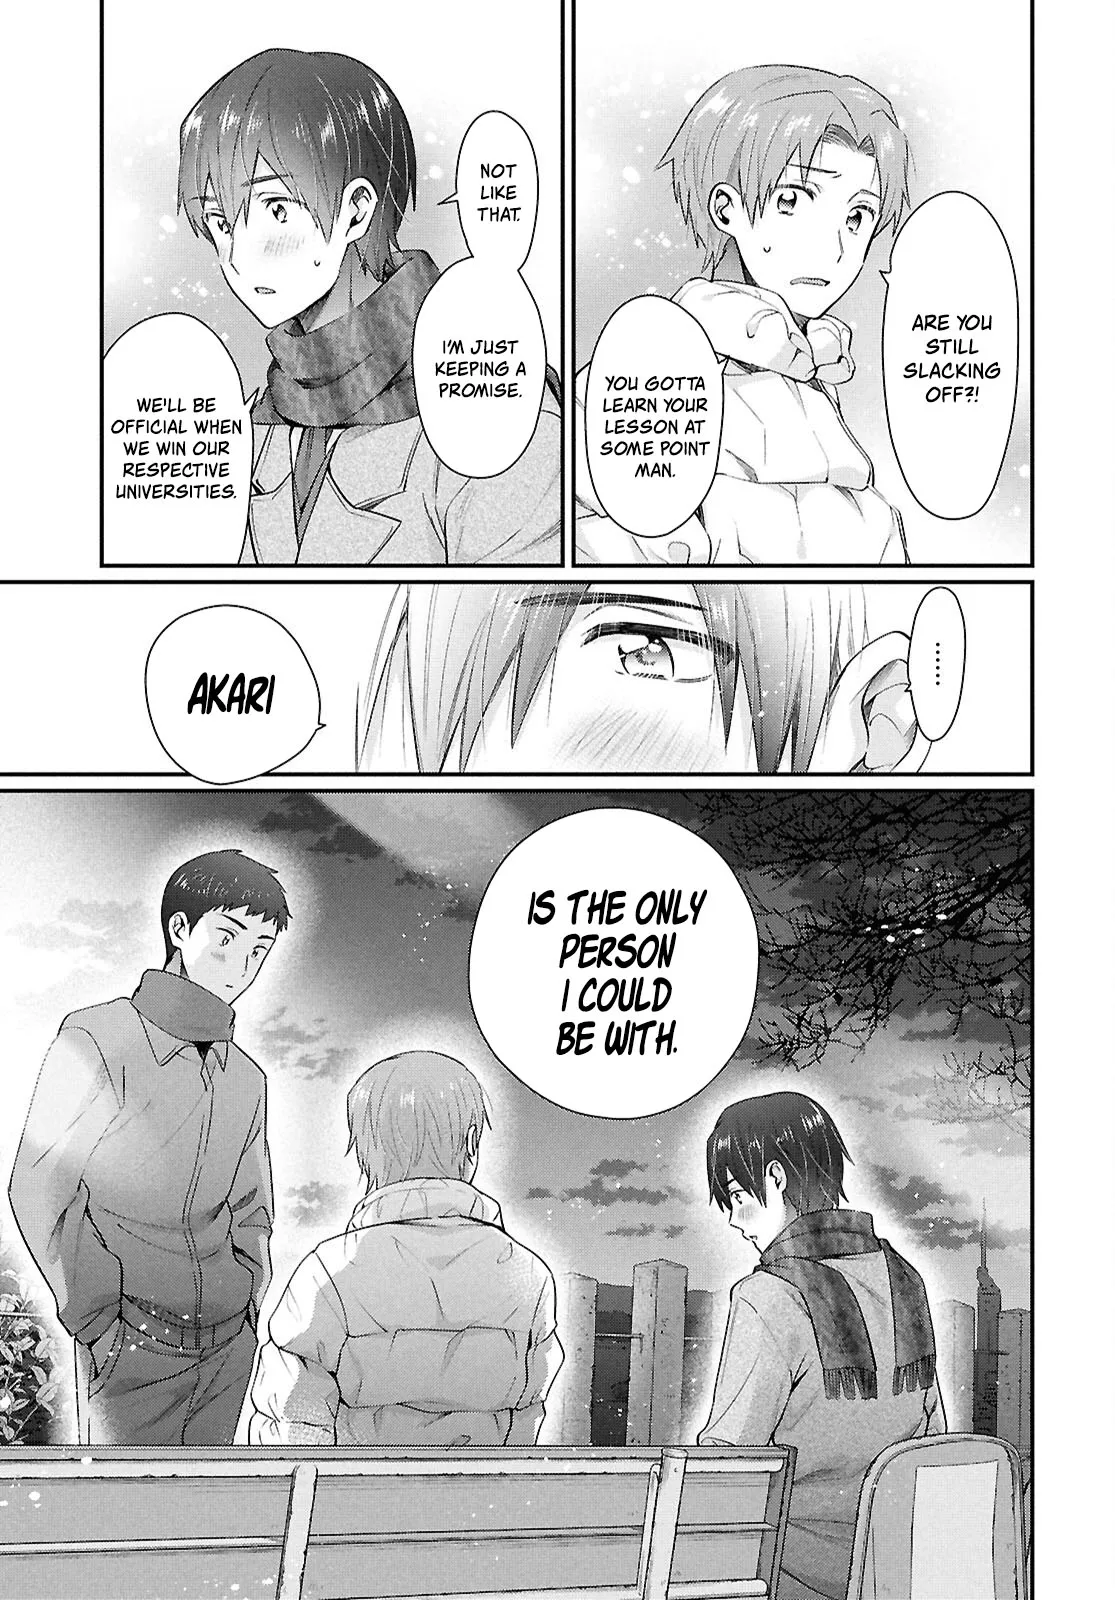 ARE YOU
STILL
SLACKING
OFF?!
YOU GOTTA
LEARN YOUR
LESSON AT
SOME POINT
MAN.
NOT
LIKE
THAT.
I'M JUST
KEEPING A
PROMISE.
WE'LL BE
OFFICIAL WHEN
WE WIN OUR
RESPECTIVE
UNIVERSITIES.
........
AKARI
IS THE ONLY
PERSON
I COULD
BE WITH.